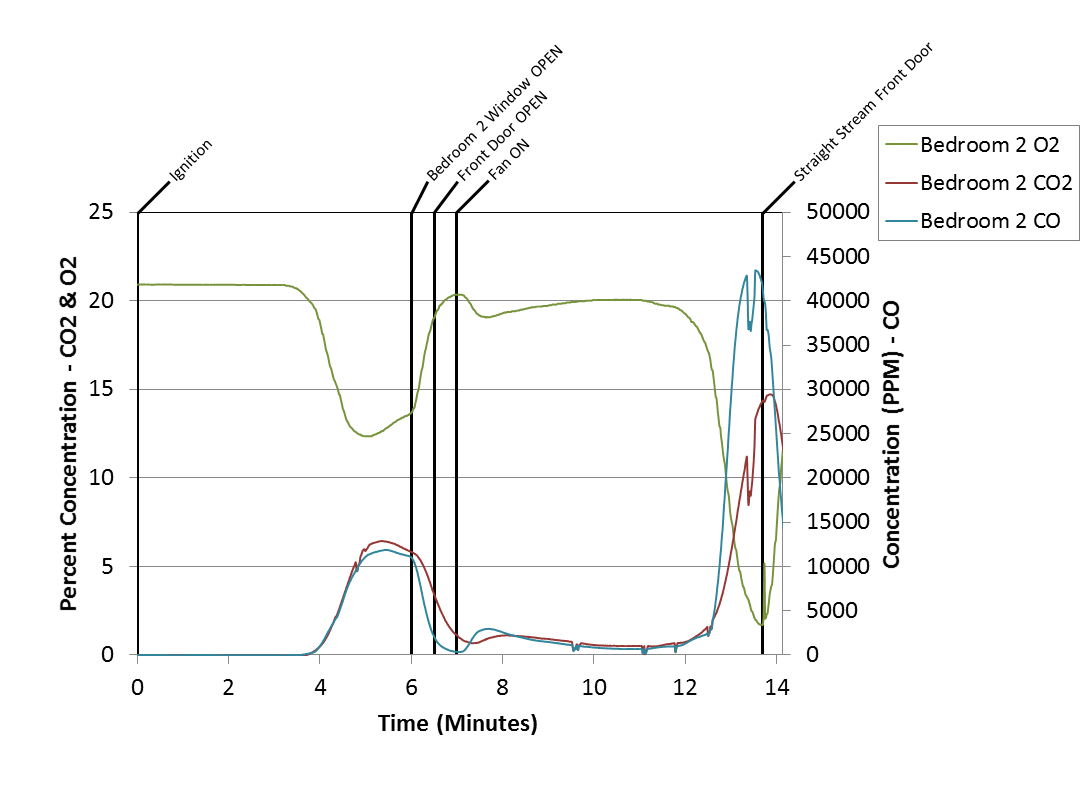 Ignition
Bedroom 2 Window OPEN
Front Door OPEN
Fan ON
Straight Stream Front Door
Bedroom 2 O2
Bedroom 2 CO2
Bedroom 2 CO
Percent Concentration - CO2 & O2
25
20
15
10
5
0
50000
45000
40000
35000
30000
25000
20000
15000
10000
5000
0
Concentration (PPM) - CO
0 2 4 6 8 10 12 14
Time (Minutes)